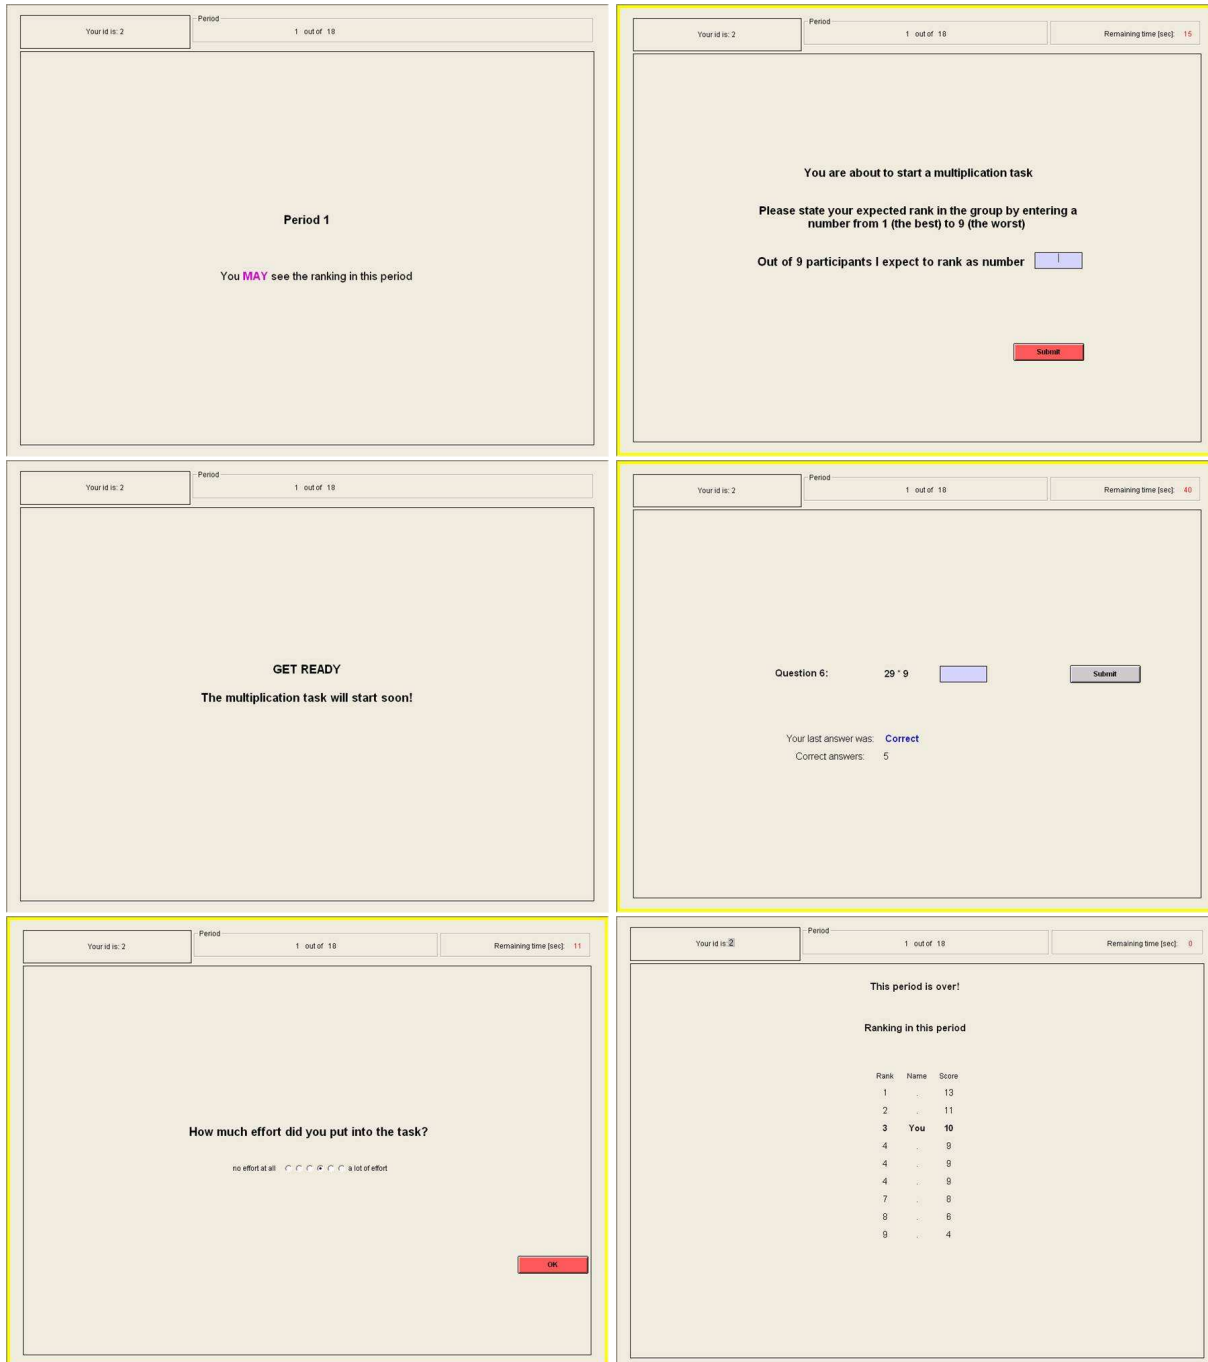 Your id is: 2
Period
1 out of 18
Period 1
You MAY see the ranking in this period
Your id is: 2
Period
1 out of 18
Remaining time [sec]: 15
You are about to start a multiplication task
Please state your expected rank in the group by entering a
number from 1 (the best) to 9 (the worst)
Out of 9 participants I expect to rank as number
Submit
Your id is: 2
Period
1 out of 18
GET READY
The multiplication task will start soon!
Your id is: 2
Period
1 out of 18
Remaining time [sec]: 40
Question 6: 29 * 9 Submit
Your last answer was: Correct
Correct answers: 5
Your id is: 2
Period
1 out of 18
Remaining time [sec]: 11
How much effort did you put into the task?
no effort at all a lot of effort
OK
Your id is: 2
Period
1 out of 18
Remaining time [sec]: 0
This period is over!
Ranking in this period
Rank Name Score
1 . 13
2 . 11
3 You 10
4 . 9
4 . 9
4 . 9
7 . 8
8 . 6
9 . 4